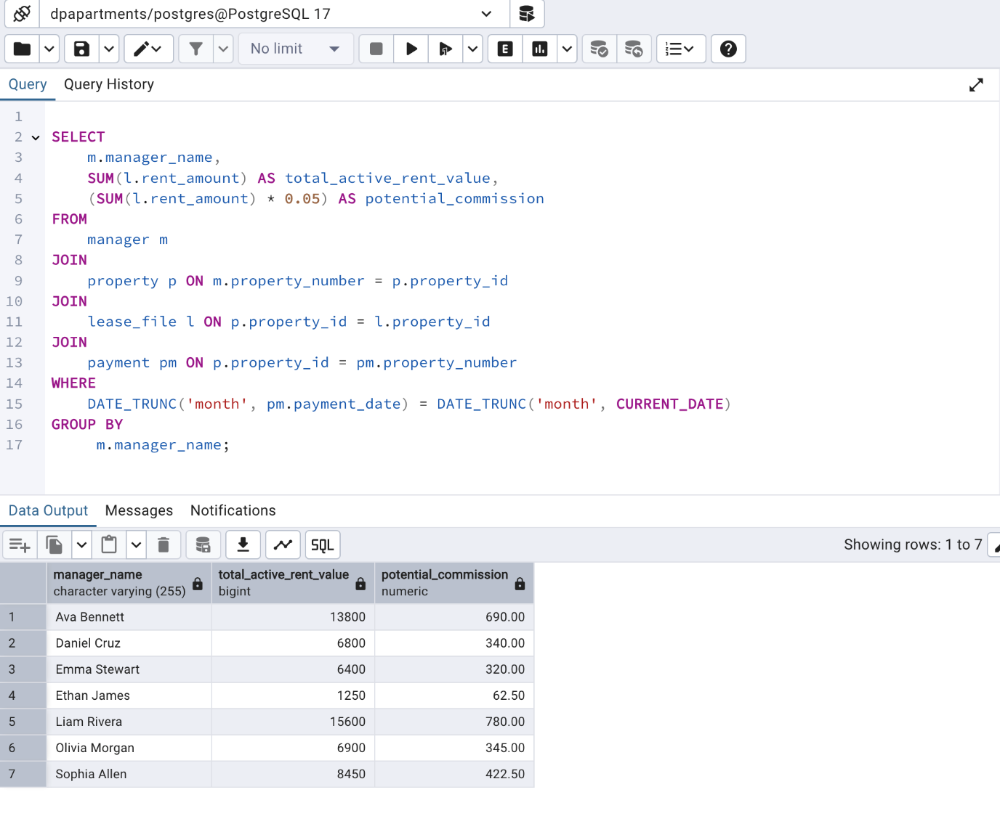 dpapartments/postgres@PostgreSQL 17
No limit
E
Query Query History
1
2 SELECT
3 m.manager_name,
4 SUM(l.rent_amount) AS total_active_rent_value,
5 (SUM(l.rent_amount) * 0.05) AS potential_commission
6 FROM
7 manager m
8 JOIN
9 property p ON m.property_number = p.property_id
10 JOIN
11 lease_file l ON p.property_id = l.property_id
12 JOIN
13 payment pm ON p.property_id = pm.property_number
14 WHERE
15 DATE_TRUNC('month', pm.payment_date) = DATE_TRUNC('month', CURRENT_DATE)
16 GROUP BY
17 m.manager_name;
Data Output Messages Notifications
SQL Showing rows: 1 to 7
manager_name total_active_rent_value potential_commission
character varying (255) bigint numeric
1 Ava Bennett 13800 690.00
2 Daniel Cruz 6800 340.00
3 Emma Stewart 6400 320.00
4 Ethan James 1250 62.50
5 Liam Rivera 15600 780.00
6 Olivia Morgan 6900 345.00
7 Sophia Allen 8450 422.50